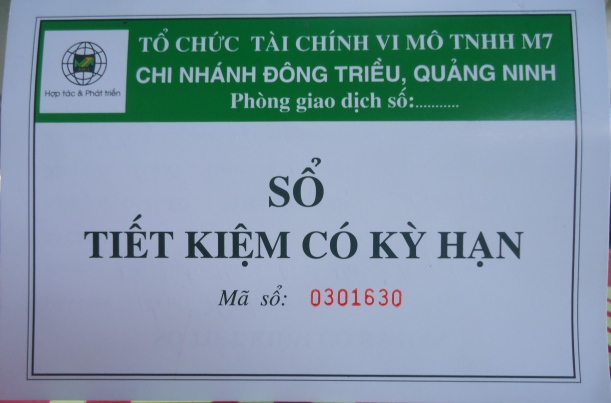 TỔ CHỨC TÀI CHÍNH VI MÔ TNHH M7
CHI NHÁNH ĐÔNG TRIỀU, QUẢNG NINH
Phòng giao dịch số:...........
Hợp tác & Phát triển
SỔ
TIẾT KIỆM CÓ KỲ HẠN
Mã số: 0301630